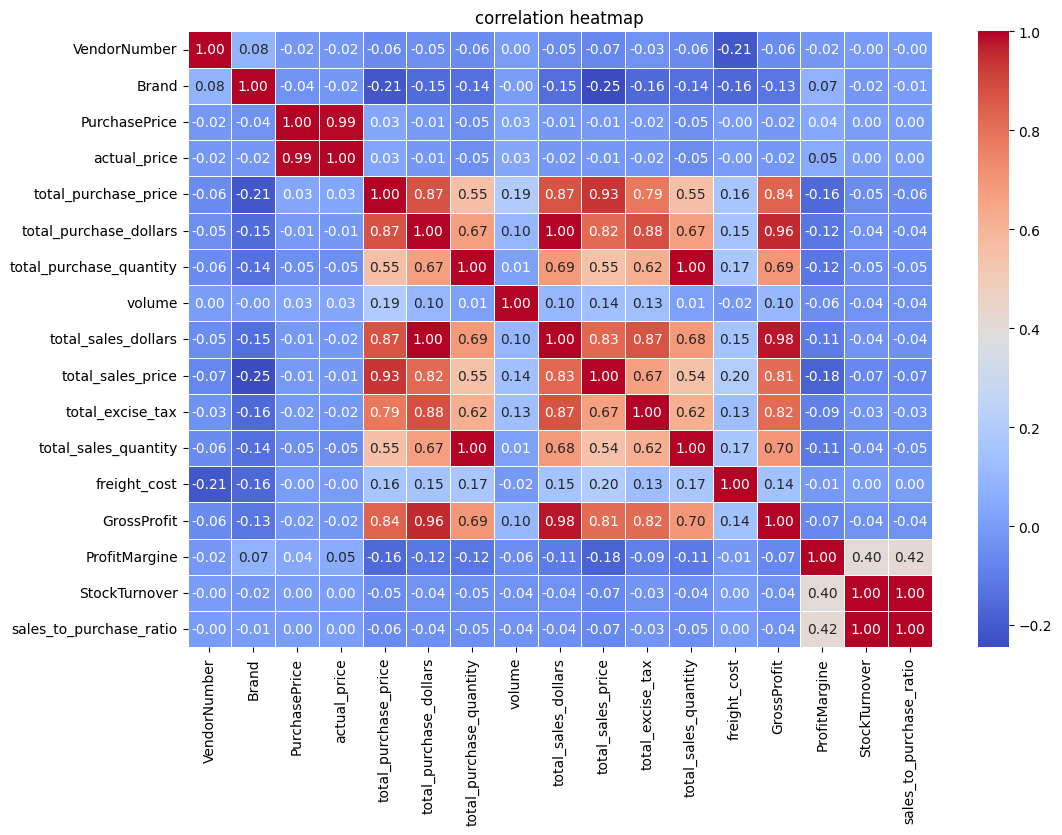 correlation heatmap
VendorNumber 1.00 0.08 -0.02 -0.02 -0.06 -0.05 -0.06 0.00 -0.05 -0.07 -0.03 -0.06 -0.21 -0.06 -0.02 -0.00 -0.00
Brand 0.08 1.00 -0.04 -0.02 -0.21 -0.15 -0.14 -0.00 -0.15 -0.25 -0.16 -0.14 -0.16 -0.13 0.07 -0.02 -0.01
PurchasePrice -0.02 -0.04 1.00 0.99 0.03 -0.01 -0.05 0.03 -0.01 -0.01 -0.02 -0.05 -0.00 -0.02 0.04 0.00 0.00
actual_price -0.02 -0.02 0.99 1.00 0.03 -0.01 -0.05 0.03 -0.02 -0.01 -0.02 -0.05 -0.00 -0.02 0.05 0.00 0.00
total_purchase_price -0.06 -0.21 0.03 0.03 1.00 0.87 0.55 0.19 0.87 0.93 0.79 0.55 0.16 0.84 -0.16 -0.05 -0.06
total_purchase_dollars -0.05 -0.15 -0.01 -0.01 0.87 1.00 0.67 0.10 1.00 0.82 0.88 0.67 0.15 0.96 -0.12 -0.04 -0.04
total_purchase_quantity -0.06 -0.14 -0.05 -0.05 0.55 0.67 1.00 0.01 0.69 0.55 0.62 1.00 0.17 0.69 -0.12 -0.05 -0.05
volume 0.00 -0.00 0.03 0.03 0.19 0.10 0.01 1.00 0.10 0.14 0.13 0.01 -0.02 0.10 -0.06 -0.04 -0.04
total_sales_dollars -0.05 -0.15 -0.01 -0.02 0.87 1.00 0.69 0.10 1.00 0.83 0.87 0.68 0.15 0.98 -0.11 -0.04 -0.04
total_sales_price -0.07 -0.25 -0.01 -0.01 0.93 0.82 0.55 0.14 0.83 1.00 0.67 0.54 0.20 0.81 -0.18 -0.07 -0.07
total_excise_tax -0.03 -0.16 -0.02 -0.02 0.79 0.88 0.62 0.13 0.87 0.67 1.00 0.62 0.13 0.82 -0.09 -0.03 -0.03
total_sales_quantity -0.06 -0.14 -0.05 -0.05 0.55 0.67 1.00 0.01 0.68 0.54 0.62 1.00 0.17 0.70 -0.11 -0.04 -0.05
freight_cost -0.21 -0.16 -0.00 -0.00 0.16 0.15 0.17 -0.02 0.15 0.20 0.13 0.17 1.00 0.14 -0.01 0.00 0.00
GrossProfit -0.06 -0.13 -0.02 -0.02 0.84 0.96 0.69 0.10 0.98 0.81 0.82 0.70 0.14 1.00 -0.07 -0.04 -0.04
ProfitMargine -0.02 0.07 0.04 0.05 -0.16 -0.12 -0.12 -0.06 -0.11 -0.18 -0.09 -0.11 -0.01 -0.07 1.00 0.40 0.42
StockTurnover -0.00 -0.02 0.00 0.00 -0.05 -0.04 -0.05 -0.04 -0.04 -0.07 -0.03 -0.04 0.00 -0.04 0.40 1.00 1.00
sales_to_purchase_ratio -0.00 -0.01 0.00 0.00 -0.06 -0.04 -0.05 -0.04 -0.04 -0.07 -0.03 -0.05 0.00 -0.04 0.42 1.00 1.00
VendorNumber
Brand
PurchasePrice
actual_price
total_purchase_price
total_purchase_dollars
total_purchase_quantity
volume
total_sales_dollars
total_sales_price
total_excise_tax
total_sales_quantity
freight_cost
GrossProfit
ProfitMargine
StockTurnover
sales_to_purchase_ratio
1.0
0.8
0.6
0.4
0.2
0.0
−0.2